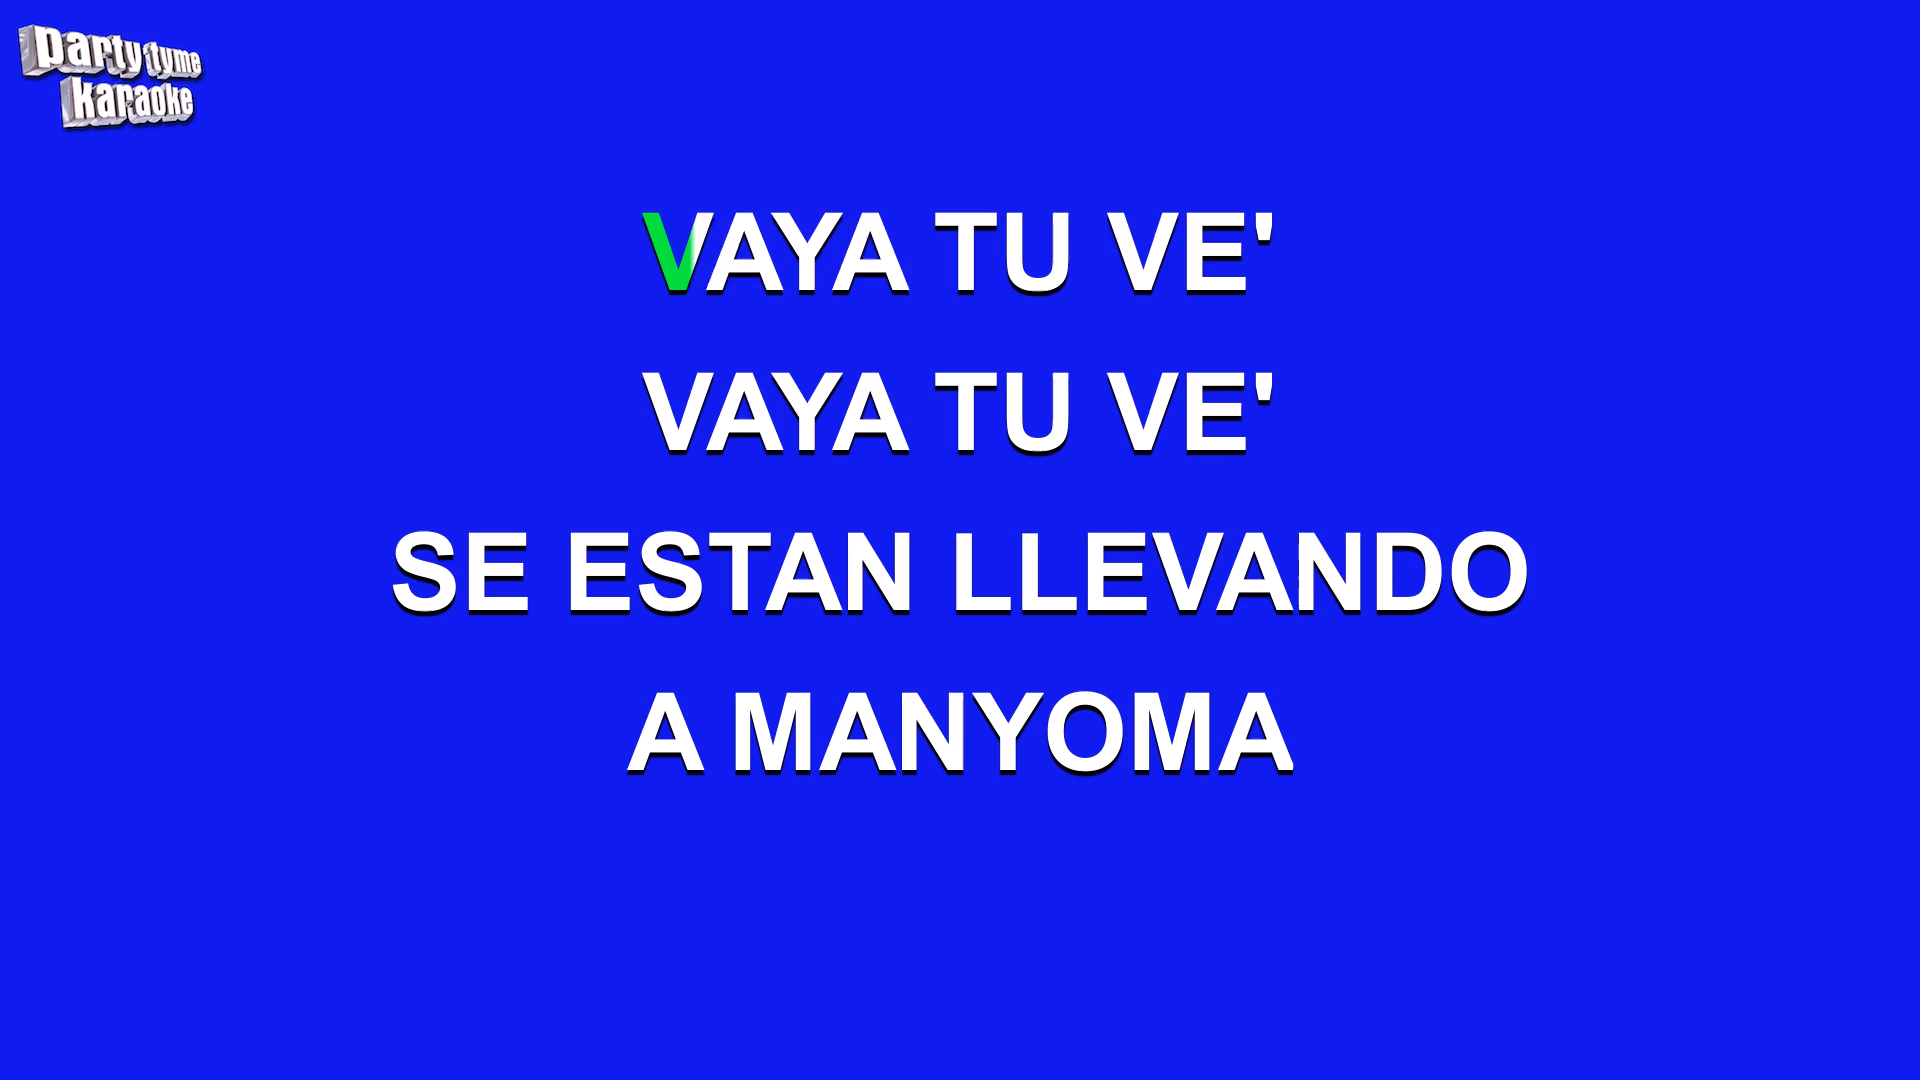 party tyme
karaoke
VAYA TU VE'
VAYA TU VE'
SE ESTAN LLEVANDO
A MANYOMA